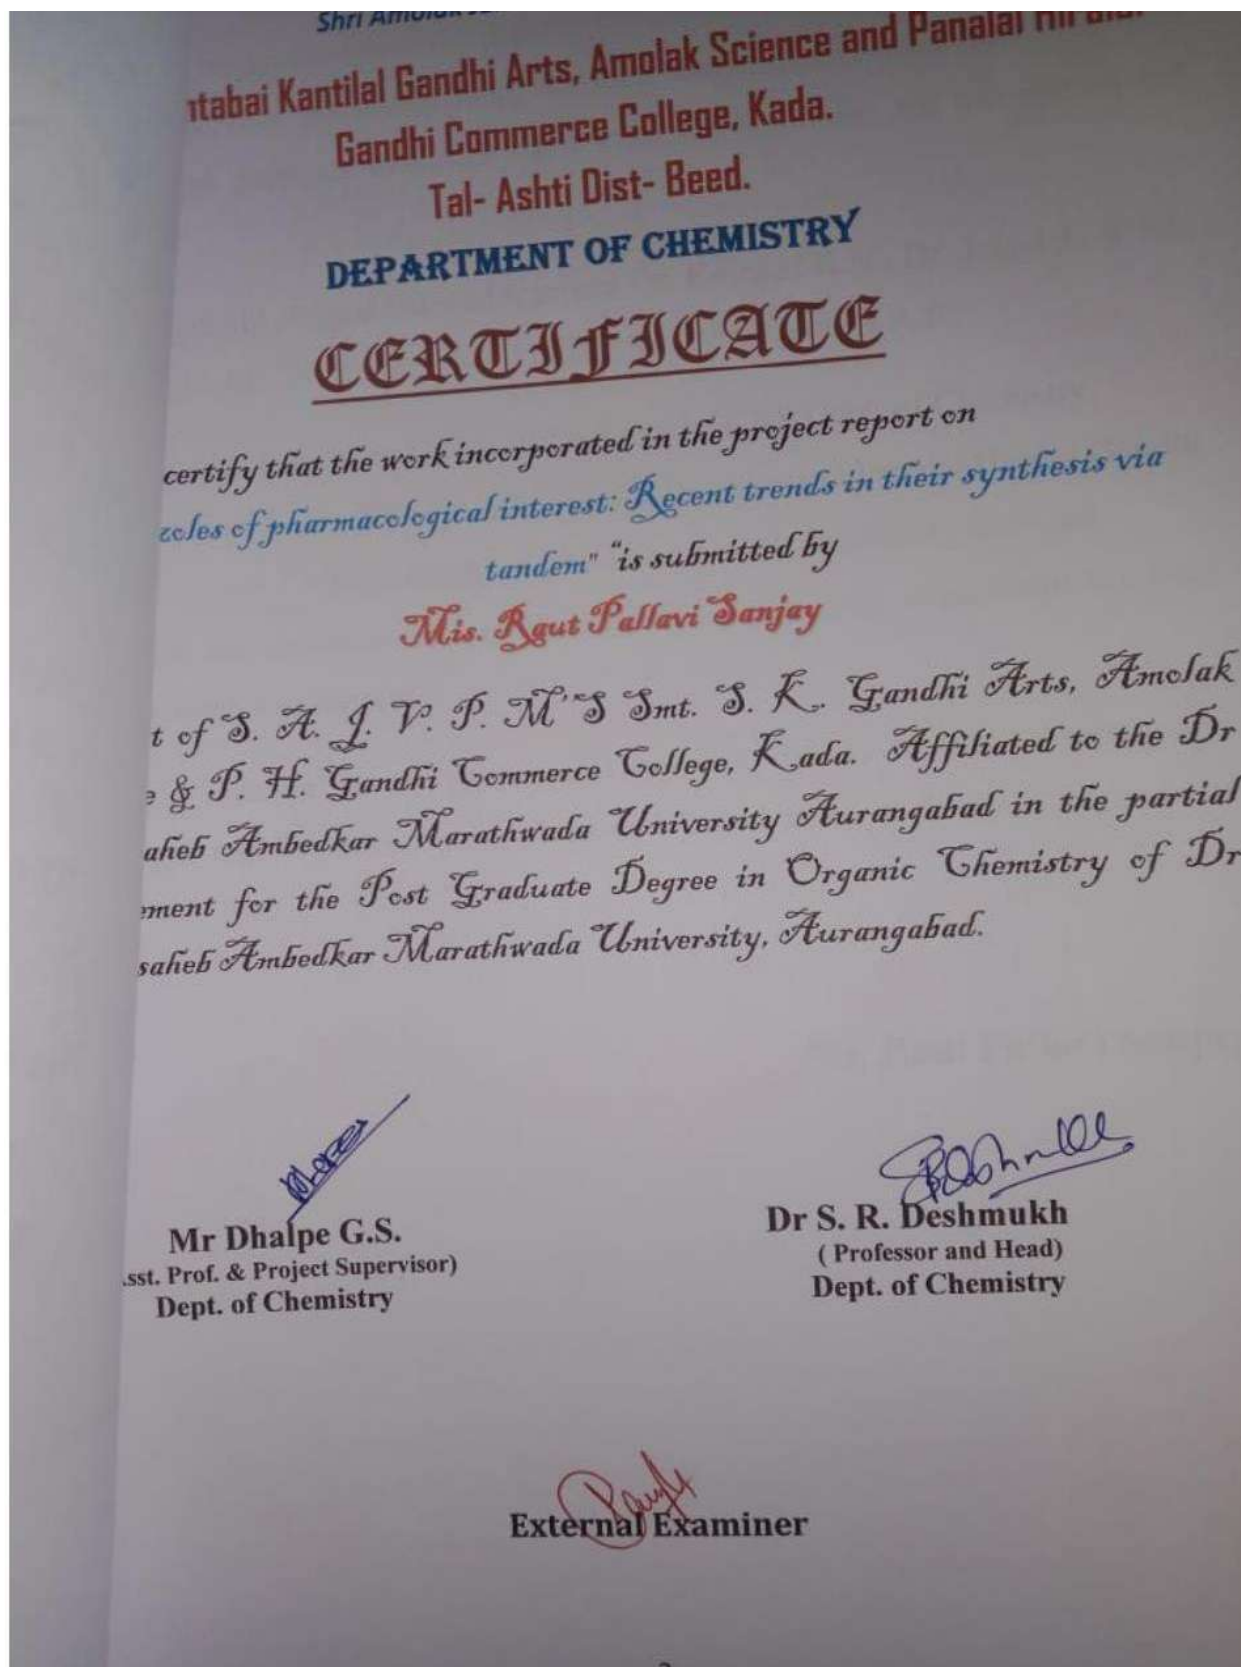 Shri Amolak
ntabai Kantilal Gandhi Arts, Amolak Science and Panalal
Gandhi Commerce College, Kada.
Tal- Ashti Dist- Beed.
DEPARTMENT OF CHEMISTRY
CERTIFICATE
certify that the work incorporated in the project report on
zoles of pharmacological interest: Recent trends in their synthesis via
tandem" "is submitted by
Mis. Raut Pallavi Sanjay
t of S. A. J. V. P. M'S Smt. S. K. Gandhi Arts, Amolak
e & P. H. Gandhi Commerce College, Kada. Affiliated to the Dr
aheb Ambedkar Marathwada University Aurangabad in the partial
ement for the Post Graduate Degree in Organic Chemistry of Dr
saheb Ambedkar Marathwada University, Aurangabad.
Mr Dhalpe G.S.
sst. Prof. & Project Supervisor)
Dept. of Chemistry
Dr S. R. Deshmukh
( Professor and Head)
Dept. of Chemistry
External Examiner